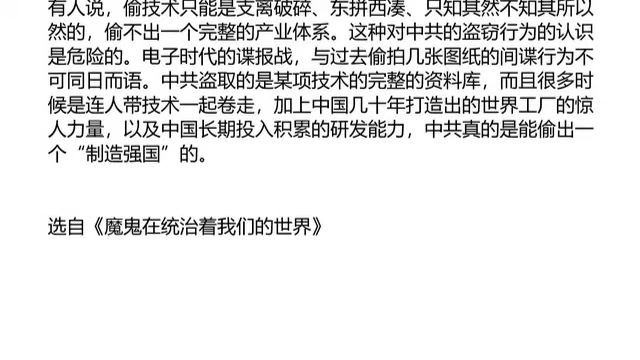 有人说，偷技术只能是支离破碎、东拼西凑、只知其然不知其所以
然的，偷不出一个完整的产业体系。这种对中共的盗窃行为的认识
是危险的。电子时代的谍报战，与过去偷拍几张图纸的间谍行为不
可同日而语。中共盗取的是某项技术的完整的资料库，而且很多时
候是连人带技术一起卷走，加上中国几十年打造出的世界工厂的惊
人力量，以及中国长期投入积累的研发能力，中共真的是能偷出一
个“制造强国”的。
选自《魔鬼在统治着我们的世界》